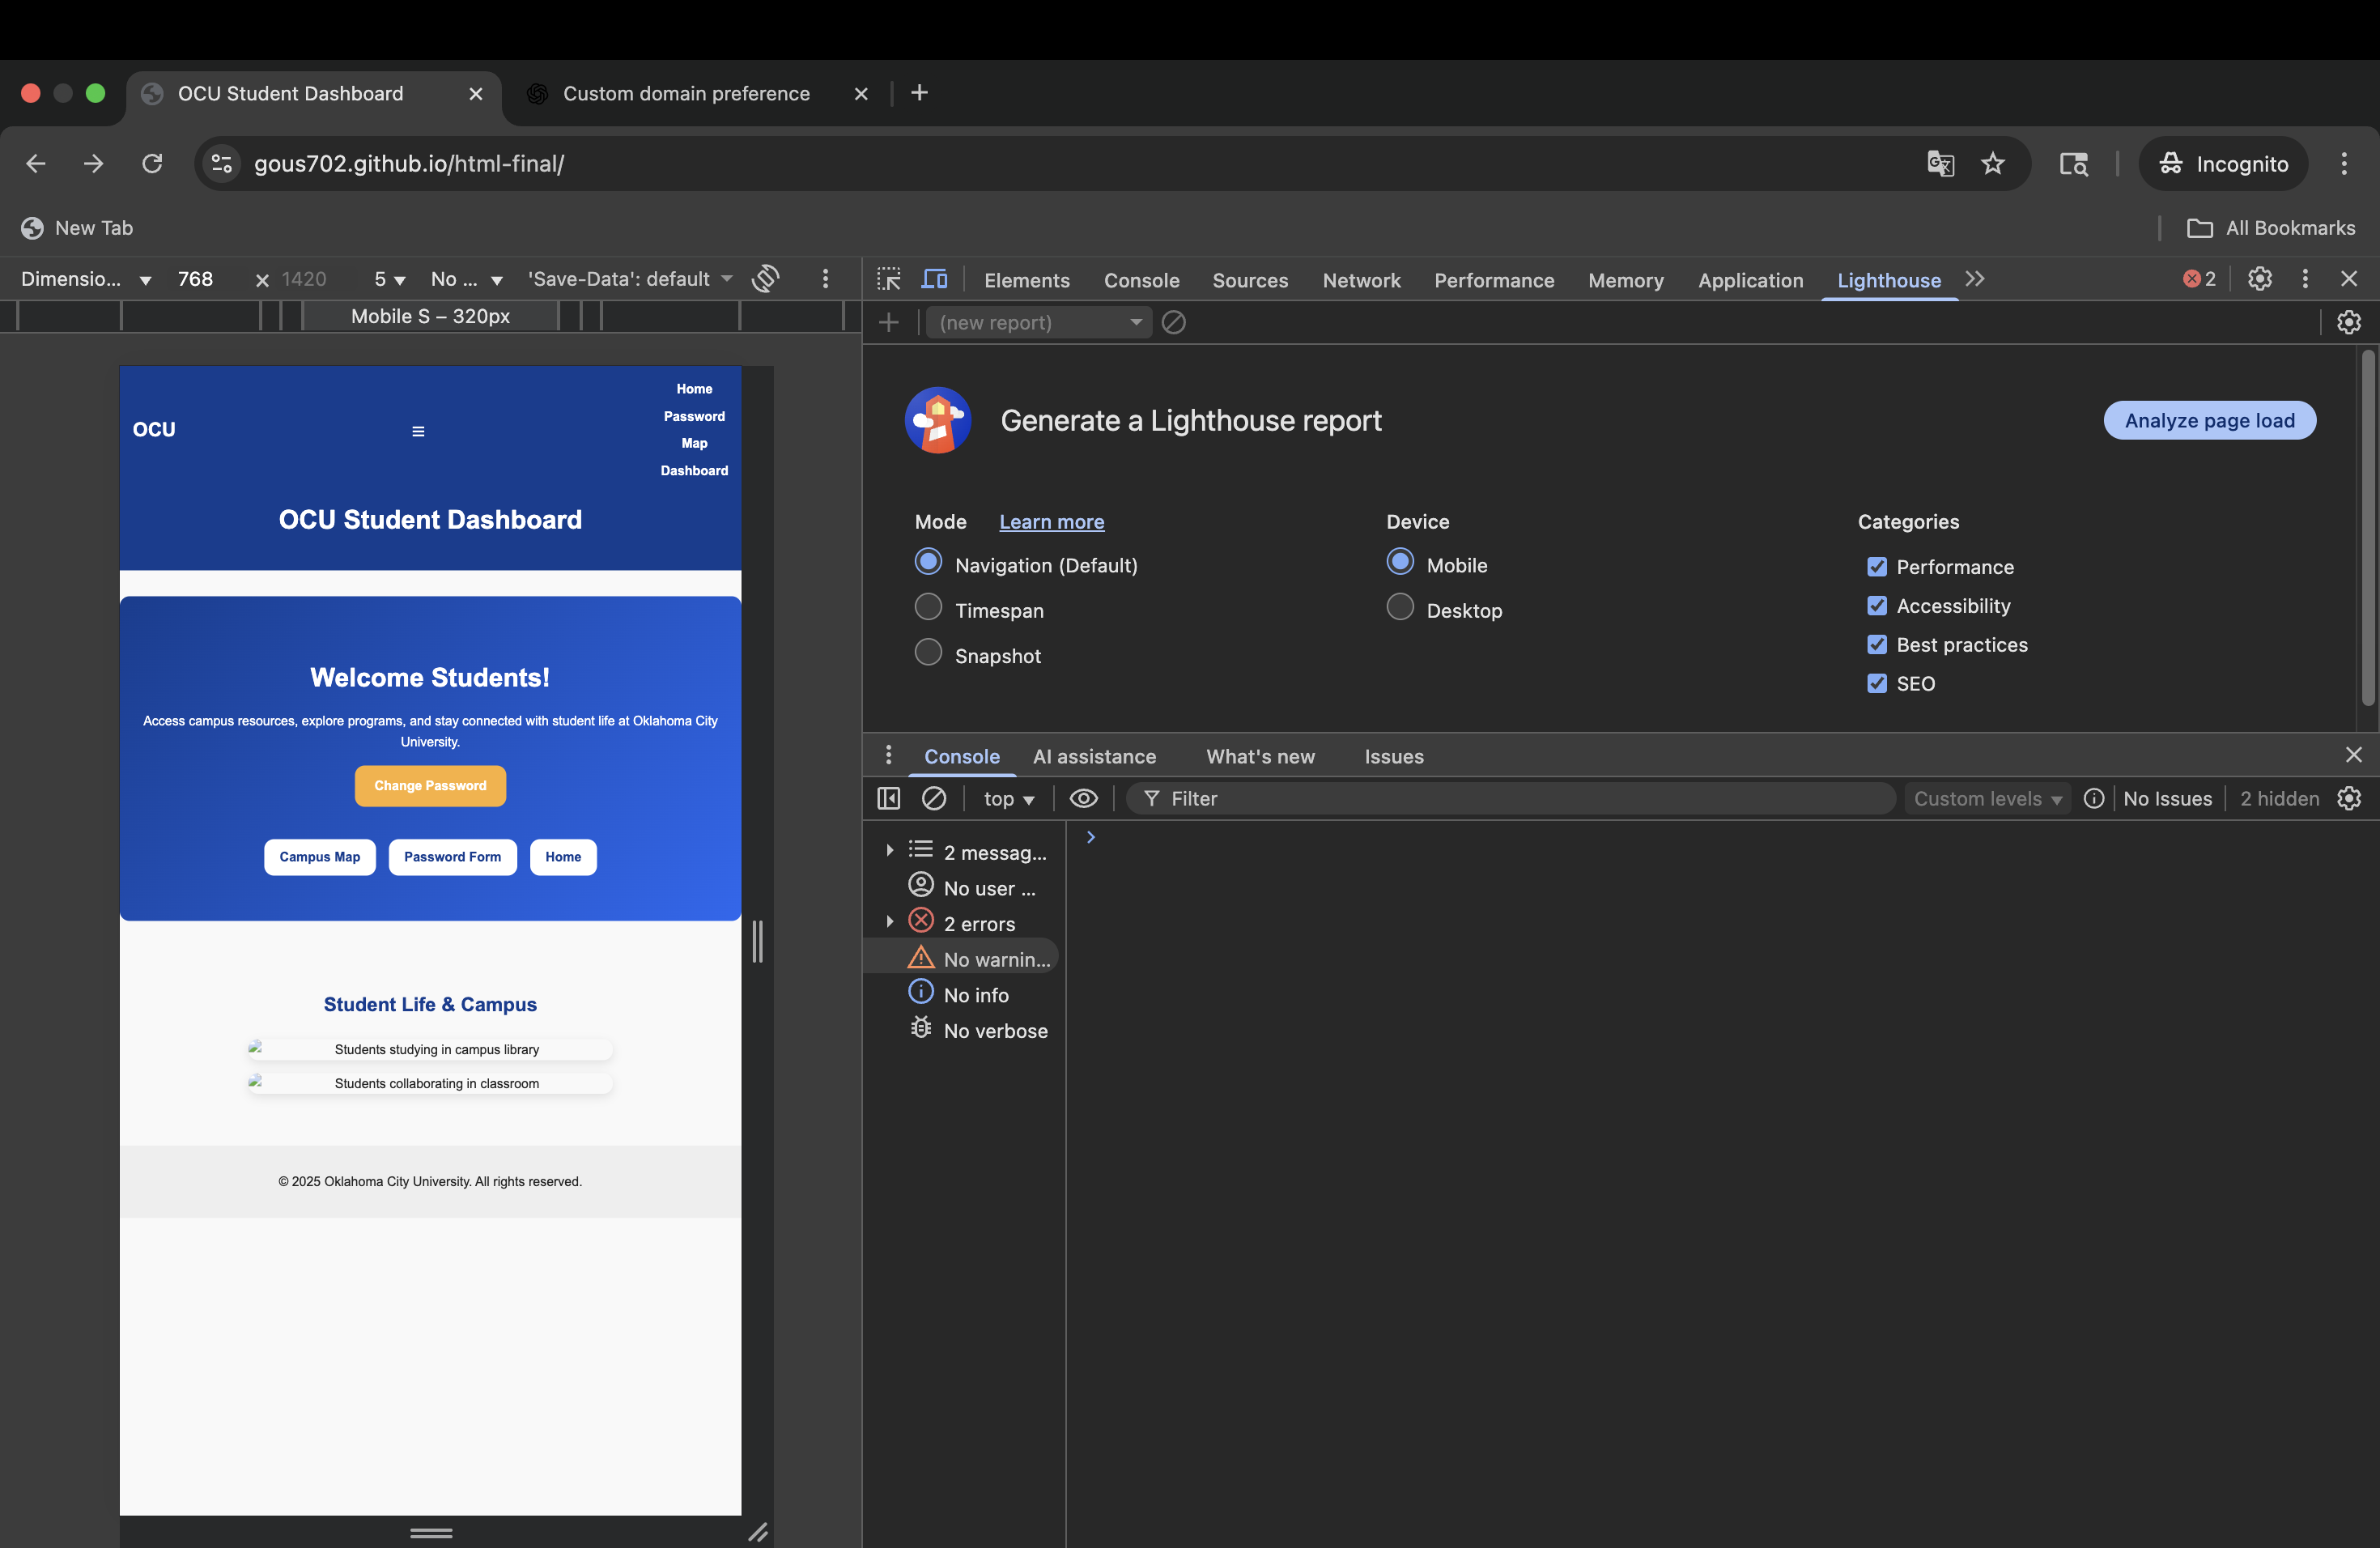 OCU Student Dashboard
Custom domain preference
gous702.github.io/html-final/
Incognito
New Tab
All Bookmarks
Dimensio... 768 × 1420 5 No ... 'Save-Data': default
Mobile S – 320px
OCU
≡
Home
Password
Map
Dashboard
OCU Student Dashboard
Welcome Students!
Access campus resources, explore programs, and stay connected with student life at Oklahoma City
University.
Change Password
Campus Map Password Form Home
Student Life & Campus
Students studying in campus library
Students collaborating in classroom
© 2025 Oklahoma City University. All rights reserved.
Elements Console Sources Network Performance Memory Application Lighthouse 2
(new report)
Generate a Lighthouse report
Analyze page load
Mode Learn more
Navigation (Default)
Timespan
Snapshot
Device
Mobile
Desktop
Categories
Performance
Accessibility
Best practices
SEO
Console AI assistance What's new Issues
top Filter Custom levels No Issues 2 hidden
2 messag...
No user ...
2 errors
No warnin...
No info
No verbose